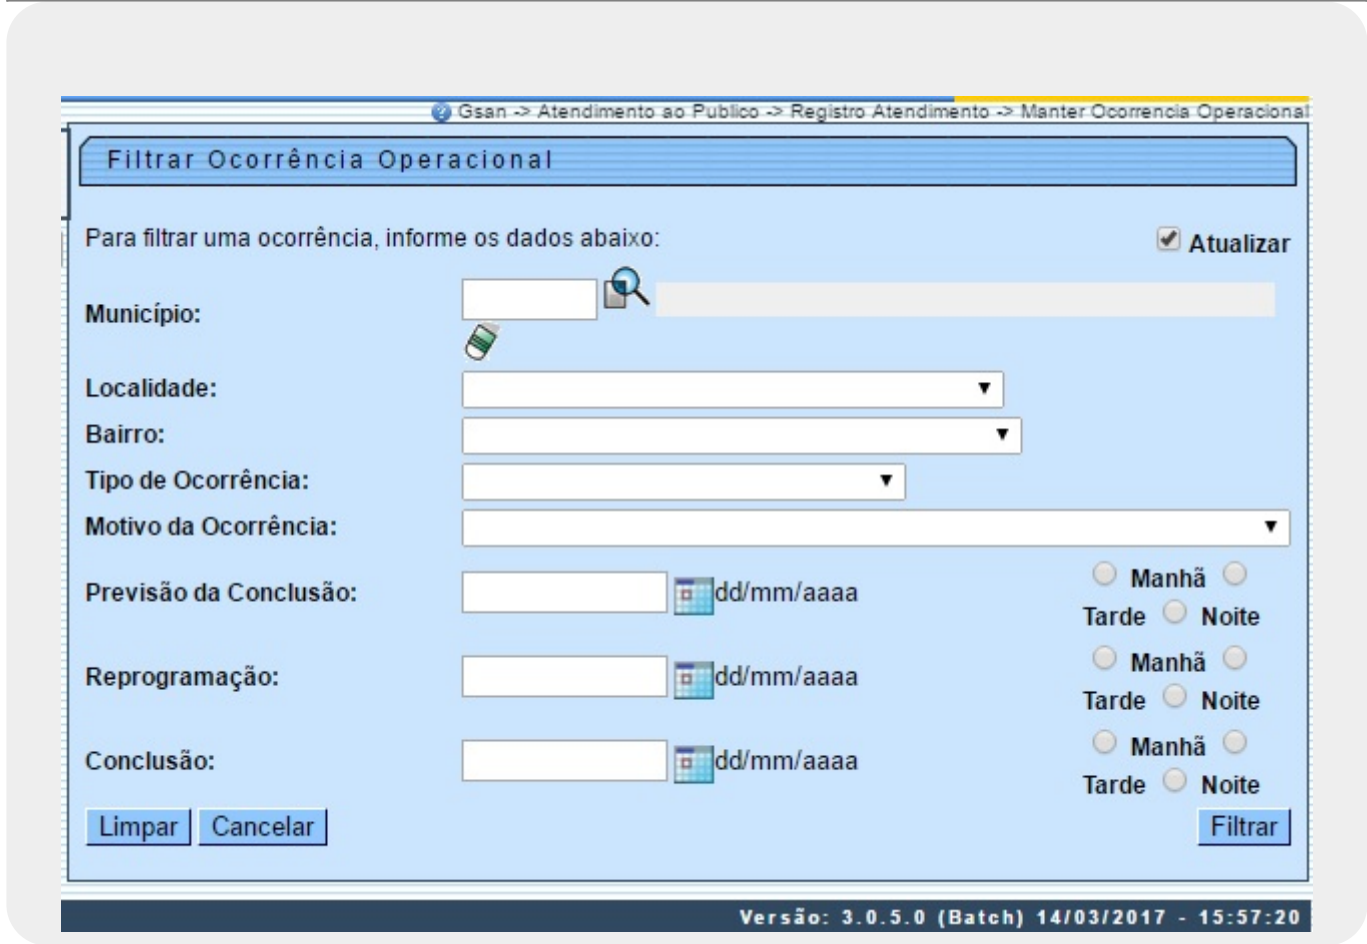 Gsan -> Atendimento ao Publico -> Registro Atendimento -> Manter Ocorrencia Operacional
Filtrar Ocorrência Operacional
Para filtrar uma ocorrência, informe os dados abaixo:
Atualizar
Município:
Localidade:
Bairro:
Tipo de Ocorrência:
Motivo da Ocorrência:
Previsão da Conclusão:
dd/mm/aaaa
Manhã
Tarde Noite
Reprogramação:
dd/mm/aaaa
Manhã
Tarde Noite
Conclusão:
dd/mm/aaaa
Manhã
Tarde Noite
Limpar Cancelar Filtrar
Versão: 3.0.5.0 (Batch) 14/03/2017 - 15:57:20